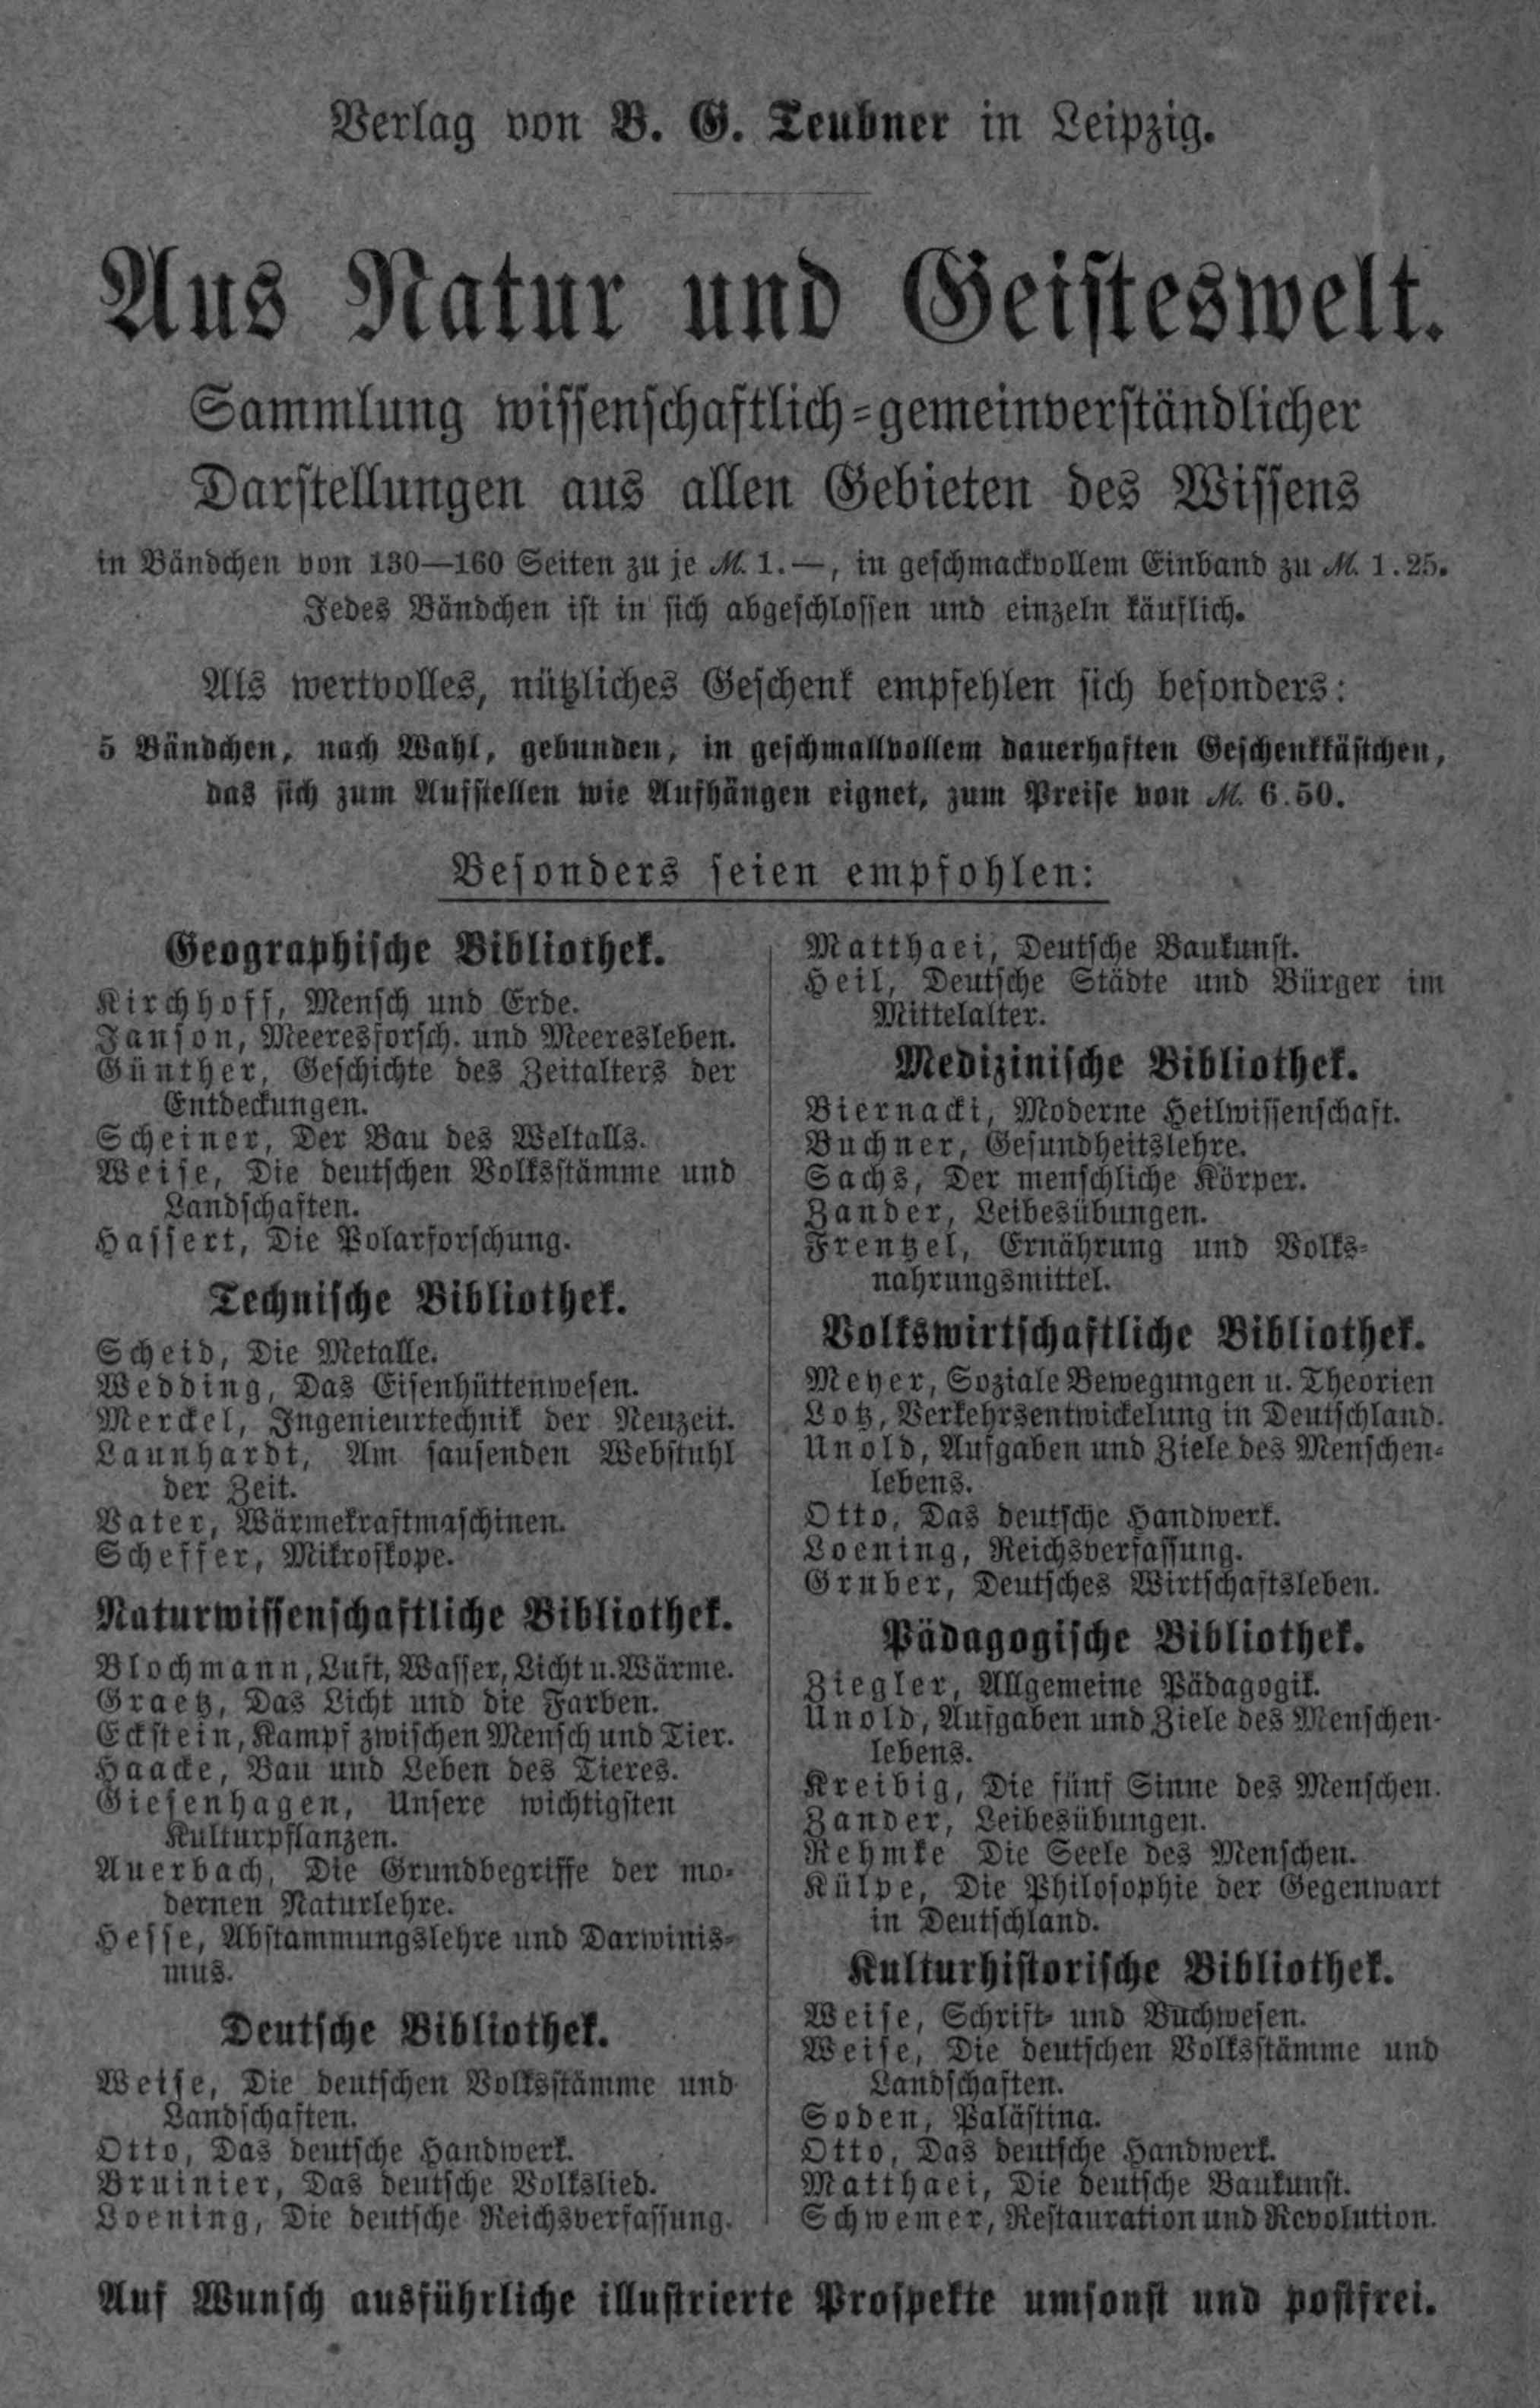 Verlag von B. G. Teubner in Leipzig.
Aus Natur und Geisteswelt.
Sammlung wissenschaftlich-gemeinverständlicher
Darstellungen aus allen Gebieten des Wissens
in Bändchen von 130—160 Seiten zu je M. 1.—, in geschmackvollem Einband zu M. 1.25.
Jedes Bändchen ist in sich abgeschlossen und einzeln käuflich.
Als wertvolles, nützliches Geschenk empfehlen sich besonders:
5 Bändchen, nach Wahl, gebunden, in geschmallvollem dauerhaften Geschenkkästchen,
das sich zum Aufstellen wie Aufhängen eignet, zum Preise von M. 6.50.
Besonders seien empfohlen:
Geographische Bibliothek.
Kirchhoff, Mensch und Erde.
Janson, Meeresforsch. und Meeresleben.
Günther, Geschichte des Zeitalters der
Entdeckungen.
Scheiner, Der Bau des Weltalls.
Weise, Die deutschen Volksstämme und
Landschaften.
Hassert, Die Polarforschung.
Technische Bibliothek.
Scheid, Die Metalle.
Wedding, Das Eisenhüttenwesen.
Merckel, Ingenieurtechnik der Neuzeit.
Launhardt, Am sausenden Webstuhl
der Zeit.
Vater, Wärmekraftmaschinen.
Scheffer, Mikroskope.
Naturwissenschaftliche Bibliothek.
Blochmann, Luft, Wasser, Licht u. Wärme.
Graetz, Das Licht und die Farben.
Eckstein, Kampf zwischen Mensch und Tier.
Haacke, Bau und Leben des Tieres.
Giesenhagen, Unsere wichtigsten
Kulturpflanzen.
Auerbach, Die Grundbegriffe der mo-
dernen Naturlehre.
Hesse, Abstammungslehre und Darwinis-
mus.
Deutsche Bibliothek.
Weise, Die deutschen Volksstämme und
Landschaften.
Otto, Das deutsche Handwerk.
Bruinier, Das deutsche Volkslied.
Loening, Die deutsche Reichsverfassung.
Matthaei, Deutsche Baukunst.
Heil, Deutsche Städte und Bürger im
Mittelalter.
Medizinische Bibliothek.
Biernacki, Moderne Heilwissenschaft.
Buchner, Gesundheitslehre.
Sachs, Der menschliche Körper.
Zander, Leibesübungen.
Frentzel, Ernährung und Volks-
nahrungsmittel.
Volkswirtschaftliche Bibliothek.
Meyer, Soziale Bewegungen u. Theorien
Lotz, Verkehrsentwickelung in Deutschland.
Unold, Aufgaben und Ziele des Menschen-
lebens.
Otto, Das deutsche Handwerk.
Loening, Reichsverfassung.
Gruber, Deutsches Wirtschaftsleben.
Pädagogische Bibliothek.
Ziegler, Allgemeine Pädagogik.
Unold, Aufgaben und Ziele des Menschen-
lebens.
Kreibig, Die fünf Sinne des Menschen.
Zander, Leibesübungen.
Rehmke Die Seele des Menschen.
Külpe, Die Philosophie der Gegenwart
in Deutschland.
Kulturhistorische Bibliothek.
Weise, Schrift- und Buchwesen.
Weise, Die deutschen Volksstämme und
Landschaften.
Soden, Palästina.
Otto, Das deutsche Handwerk.
Matthaei, Die deutsche Baukunst.
Schwemer, Restauration und Revolution.
Auf Wunsch ausführliche illustrierte Prospekte umsonst und postfrei.